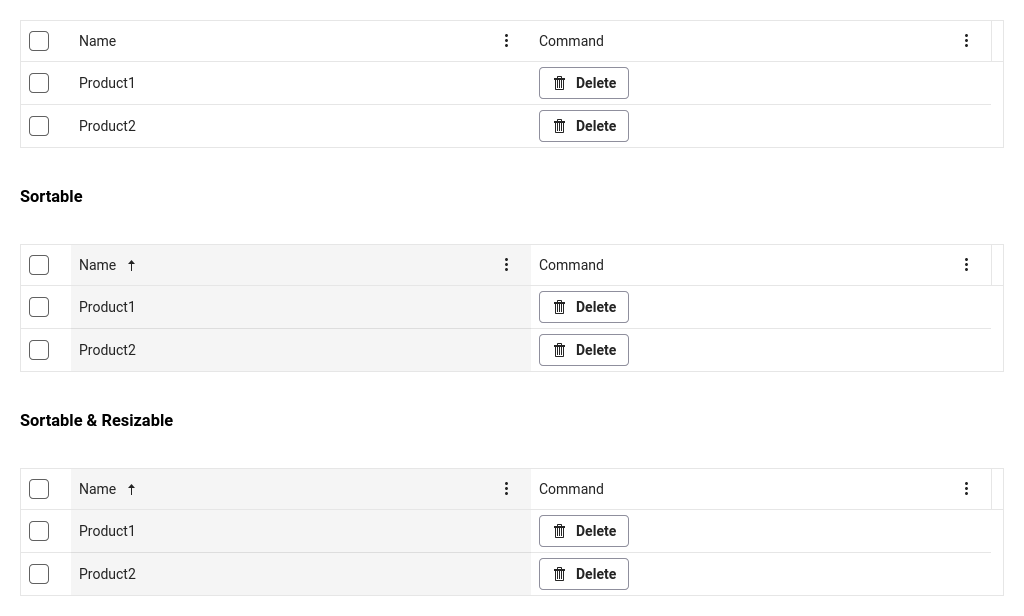 Name Command
Product1 Delete
Product2 Delete
Sortable
Name Command
Product1 Delete
Product2 Delete
Sortable & Resizable
Name Command
Product1 Delete
Product2 Delete